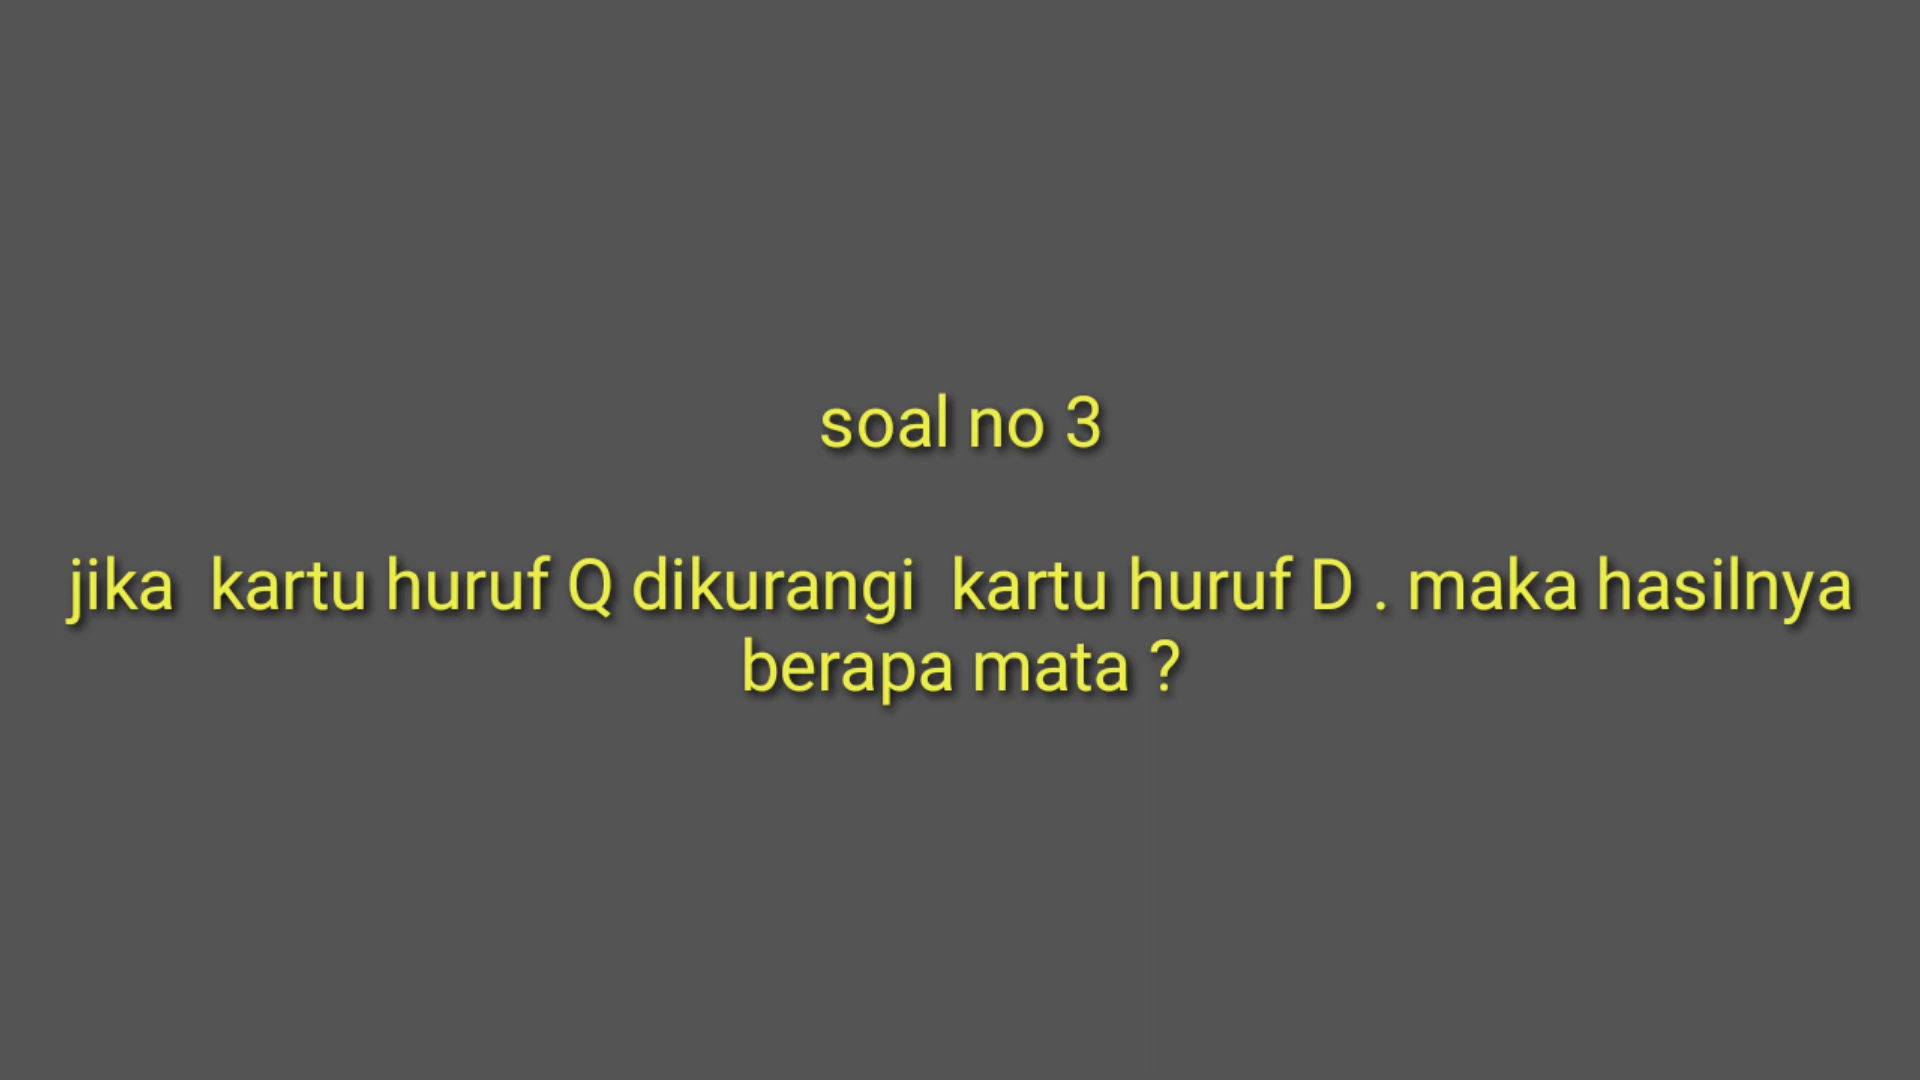 soal no 3
jika  kartu huruf Q dikurangi  kartu huruf D . maka hasilnya
berapa mata ?